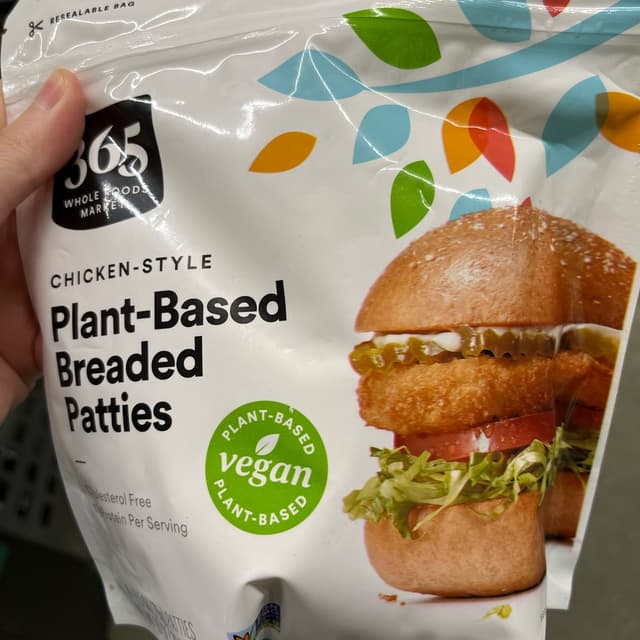 RESEALABLE BAG
365
WHOLE FOODS
MARKET
CHICKEN-STYLE
Plant-Based
Breaded
Patties
PLANT-BASED
vegan
PLANT-BASED
Free
Per Serving